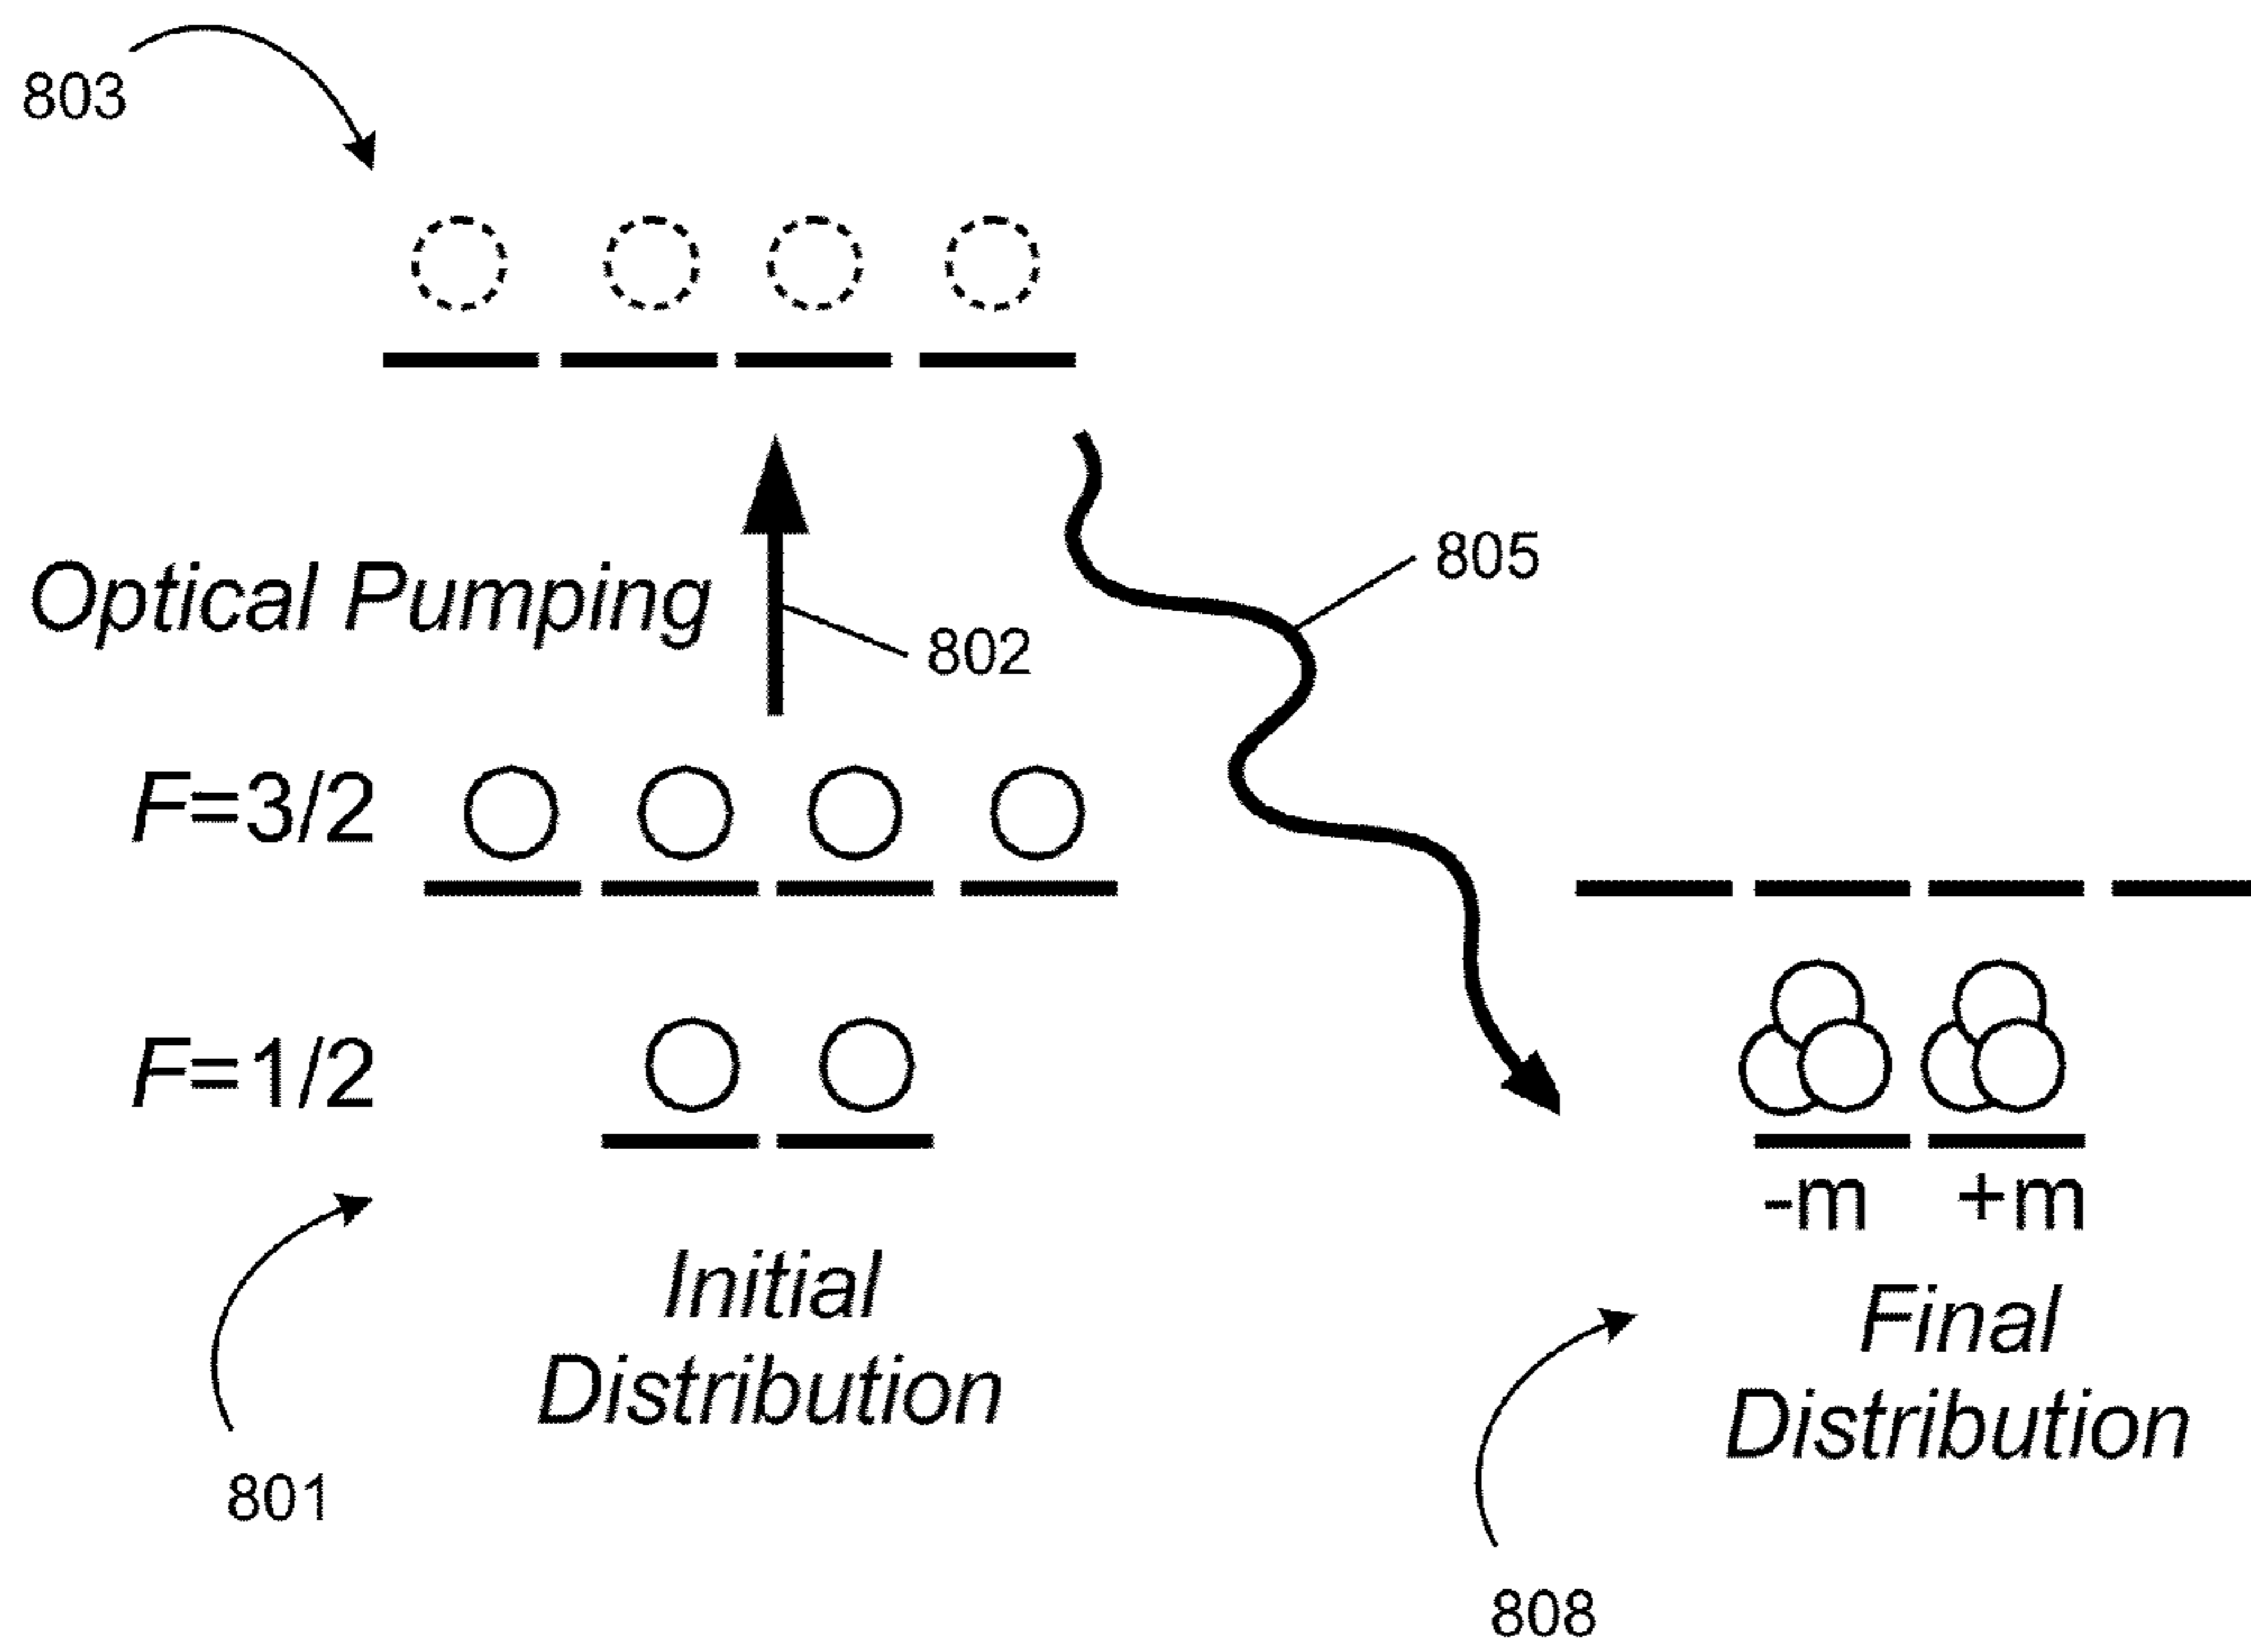 803
805
Optical Pumping
802
F=3/2
F=1/2
-m +m
Initial
Distribution
Final
Distribution
801
808